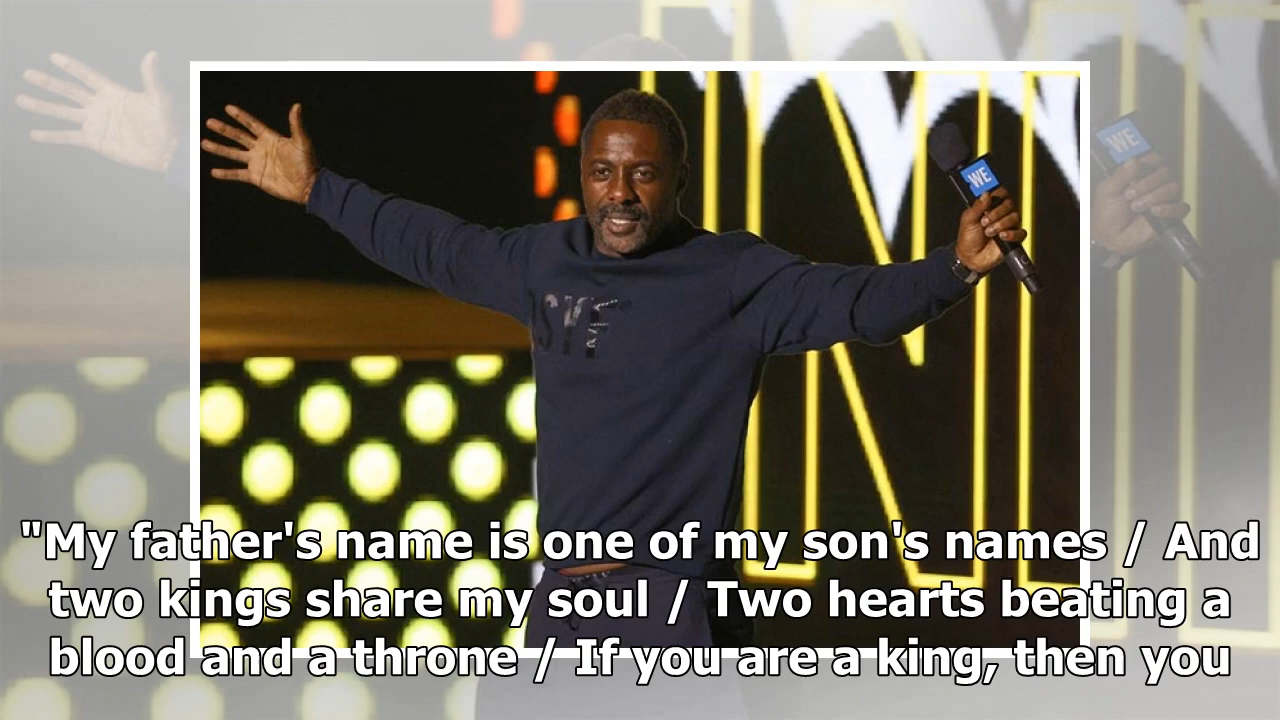 WE
WE
"My father's name is one of my son's names / And
two kings share my soul / Two hearts beating a
blood and a throne / If you are a king, then you